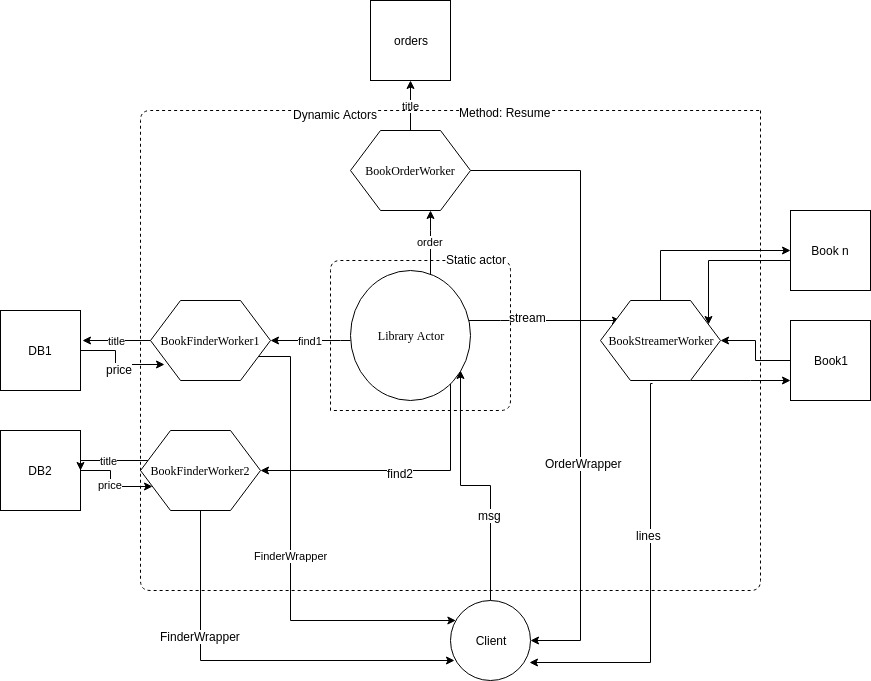 orders
title
Dynamic Actors
Method: Resume
BookOrderWorker
order
Static actor
Book n
stream
DB1
title
BookFinderWorker1
find1
Library Actor
BookStreamerWorker
Book1
price
DB2
title
BookFinderWorker2
find2
OrderWrapper
price
msg
lines
FinderWrapper
FinderWrapper
Client